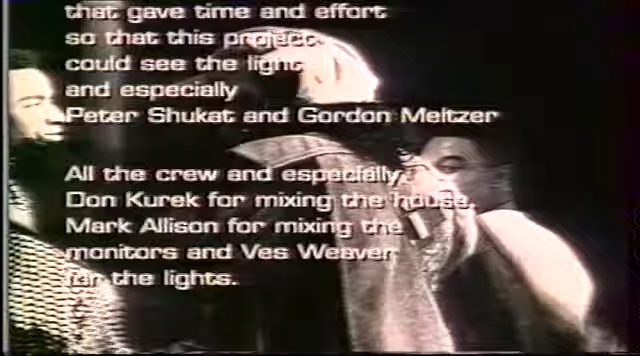 that gave time and effort
so that this project
could see the light
and especially
Peter Shukat and Gordon Meltzer
All the crew and especially
Don Kurek for mixing the house,
Mark Allison for mixing the
monitors and Ves Weaver
for the lights.